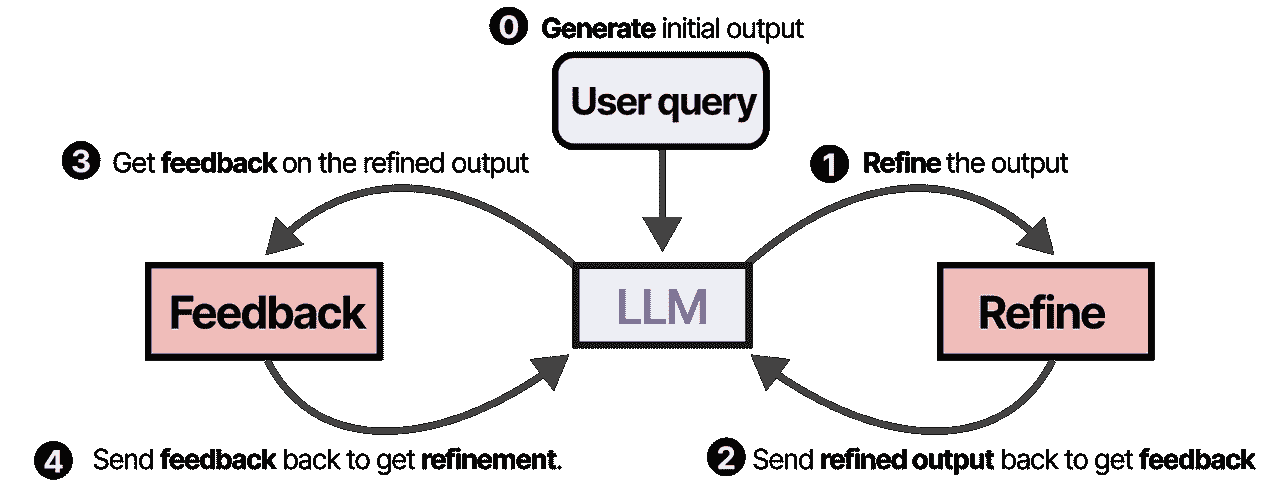 0 Generate initial output
User query
3 Get feedback on the refined output
1 Refine the output
Feedback
LLM
Refine
4 Send feedback back to get refinement.
2 Send refined output back to get feedback